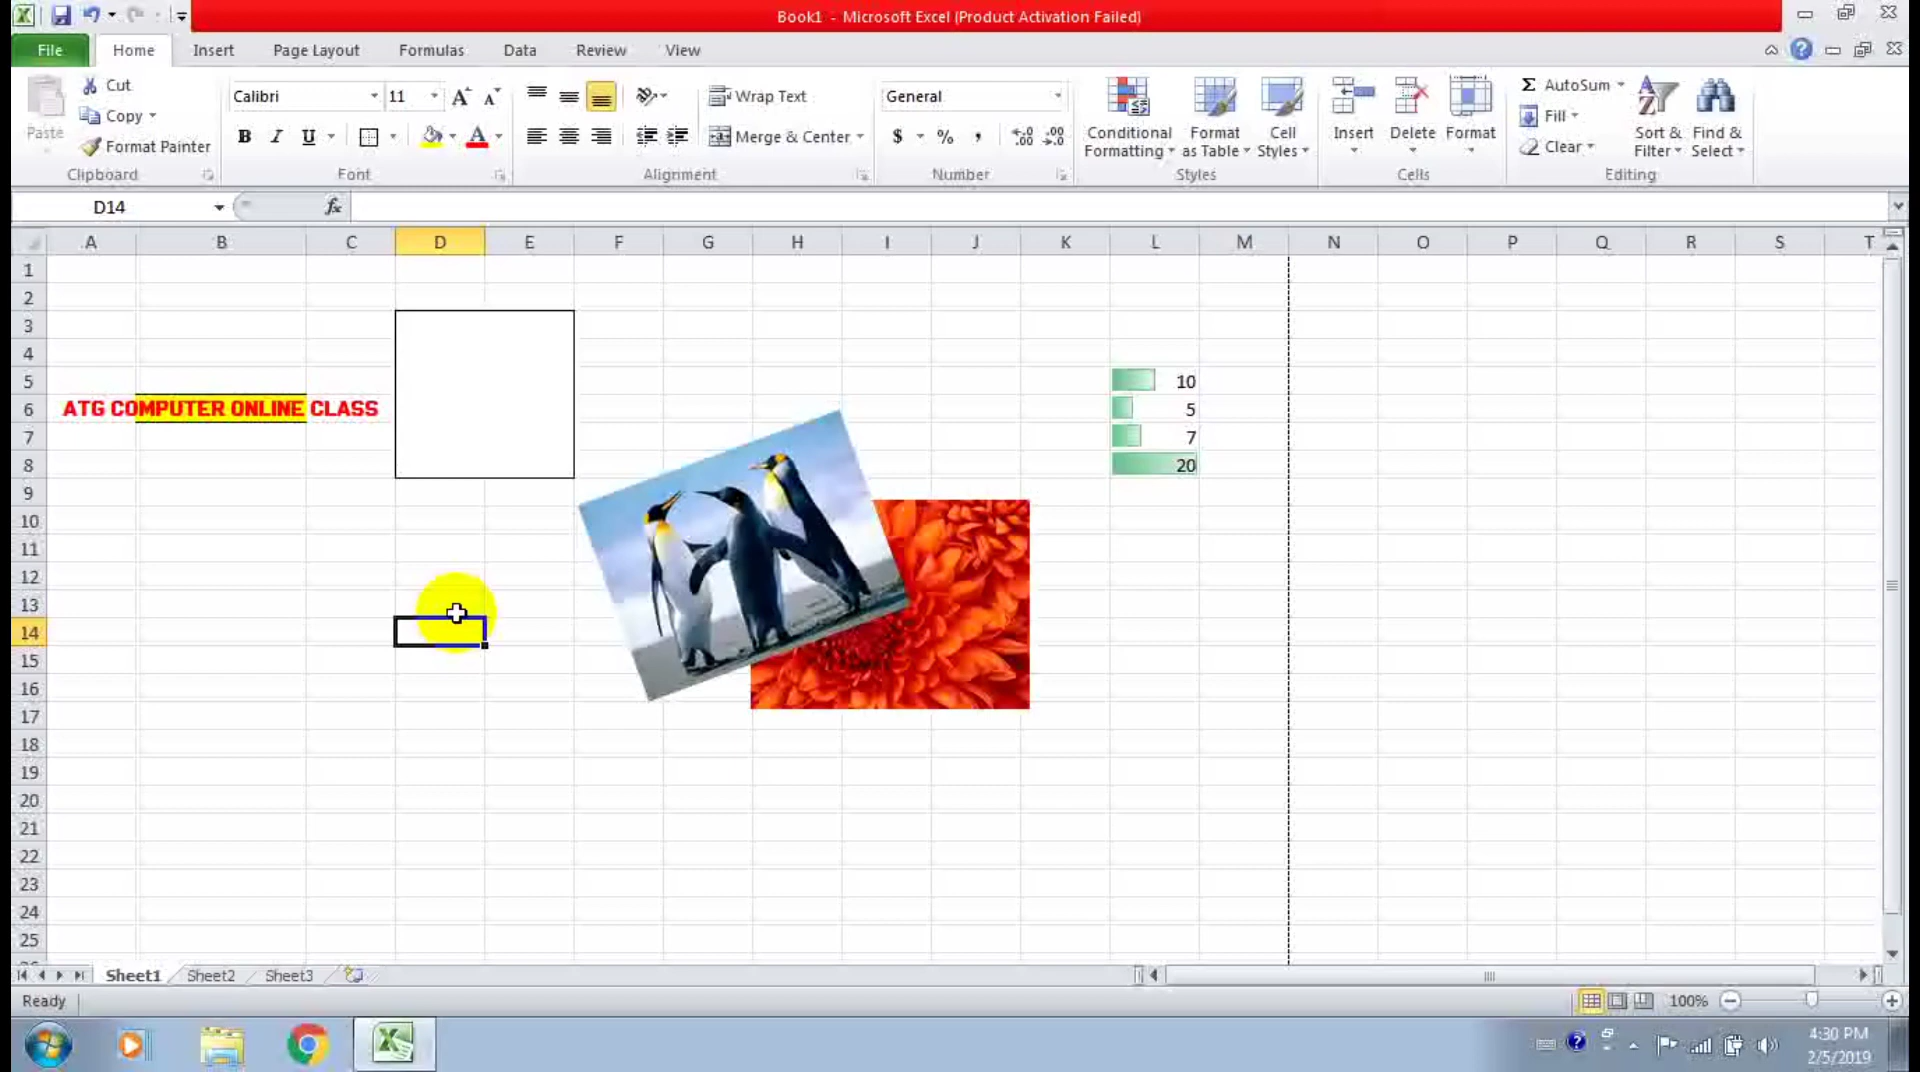 Book1 - Microsoft Excel (Product Activation Failed)
File Home Insert Page Layout Formulas Data Review View
Paste
Cut
Copy
Format Painter
Clipboard
Calibri 11
B I U A
Font
Wrap Text
Merge & Center
Alignment
General
$ % ,
Number
Conditional Formatting
Format as Table
Cell Styles
Styles
Insert Delete Format
Cells
Σ AutoSum
Fill
Clear
Sort & Filter
Find & Select
Editing
D14 fx
A B C D E F G H I J K L M N O P Q R S T
1
2
3
4
5 10
6 ATG COMPUTER ONLINE CLASS 5
7 7
8 20
9
10
11
12
13
14
15
16
17
18
19
20
21
22
23
24
25
Sheet1 Sheet2 Sheet3
Ready 100%
4:30 PM
2/5/2019